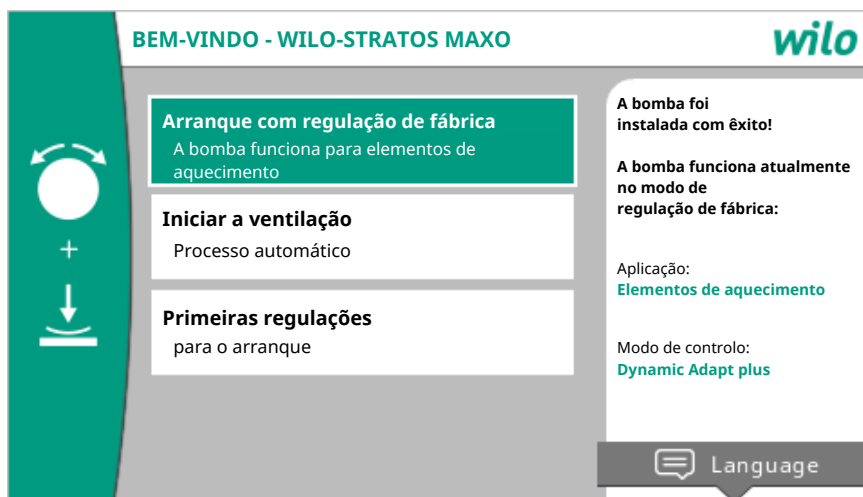 BEM-VINDO - WILO-STRATOS MAXO
wilo
Arranque com regulação de fábrica
A bomba funciona para elementos de
aquecimento
Iniciar a ventilação
Processo automático
Primeiras regulações
para o arranque
+
A bomba foi
instalada com êxito!
A bomba funciona atualmente
no modo de
regulação de fábrica:
Aplicação:
Elementos de aquecimento
Modo de controlo:
Dynamic Adapt plus
Language